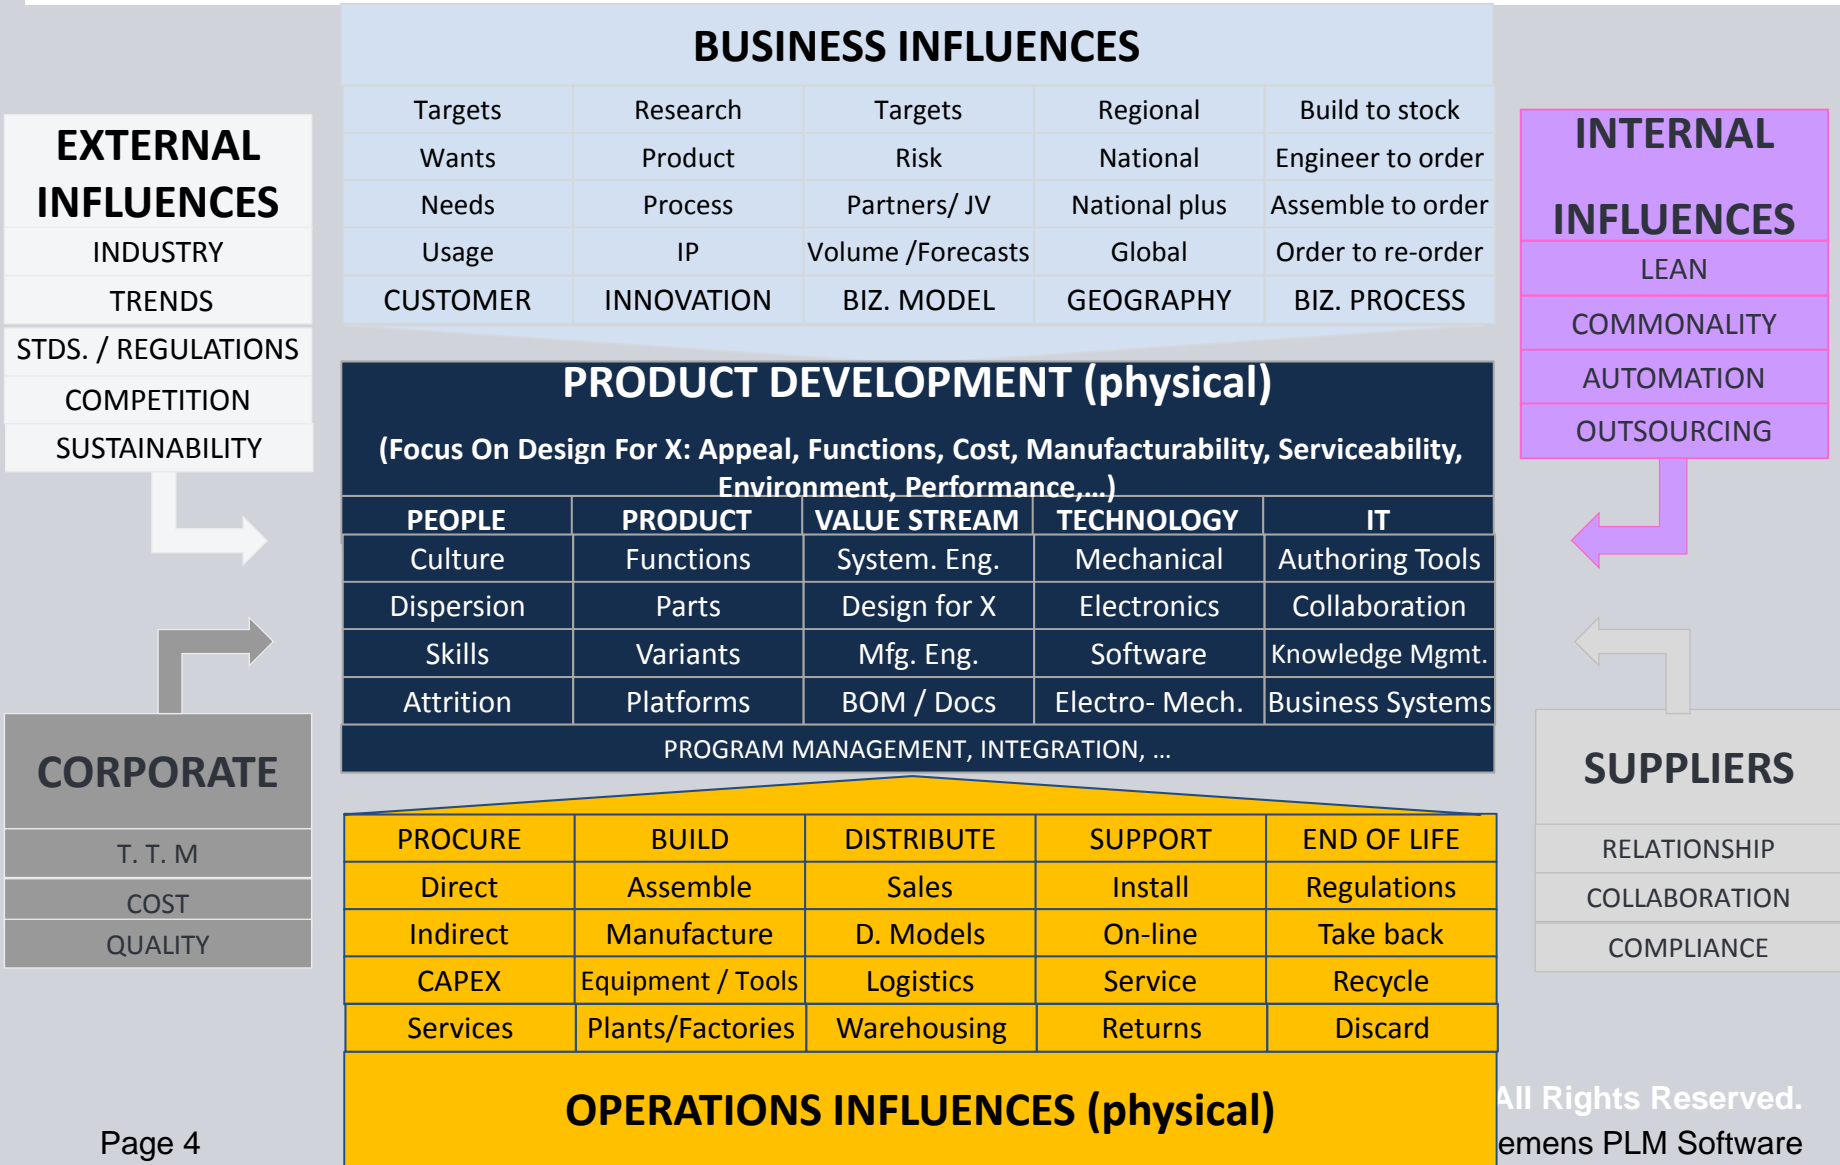 BUSINESS INFLUENCES
Targets Research Targets Regional Build to stock
Wants Product Risk National Engineer to order
Needs Process Partners/ JV National plus Assemble to order
Usage IP Volume /Forecasts Global Order to re-order
CUSTOMER INNOVATION BIZ. MODEL GEOGRAPHY BIZ. PROCESS
EXTERNAL
INFLUENCES
INDUSTRY
TRENDS
STDS. / REGULATIONS
COMPETITION
SUSTAINABILITY
INTERNAL
INFLUENCES
LEAN
COMMONALITY
AUTOMATION
OUTSOURCING
PRODUCT DEVELOPMENT (physical)
(Focus On Design For X: Appeal, Functions, Cost, Manufacturability, Serviceability,
Environment, Performance,...)
PEOPLE PRODUCT VALUE STREAM TECHNOLOGY IT
Culture Functions System. Eng. Mechanical Authoring Tools
Dispersion Parts Design for X Electronics Collaboration
Skills Variants Mfg. Eng. Software Knowledge Mgmt.
Attrition Platforms BOM / Docs Electro- Mech. Business Systems
PROGRAM MANAGEMENT, INTEGRATION, ...
CORPORATE
T. T. M
COST
QUALITY
SUPPLIERS
RELATIONSHIP
COLLABORATION
COMPLIANCE
PROCURE BUILD DISTRIBUTE SUPPORT END OF LIFE
Direct Assemble Sales Install Regulations
Indirect Manufacture D. Models On-line Take back
CAPEX Equipment / Tools Logistics Service Recycle
Services Plants/Factories Warehousing Returns Discard
OPERATIONS INFLUENCES (physical)
All Rights Reserved.
Page 4
emens PLM Software